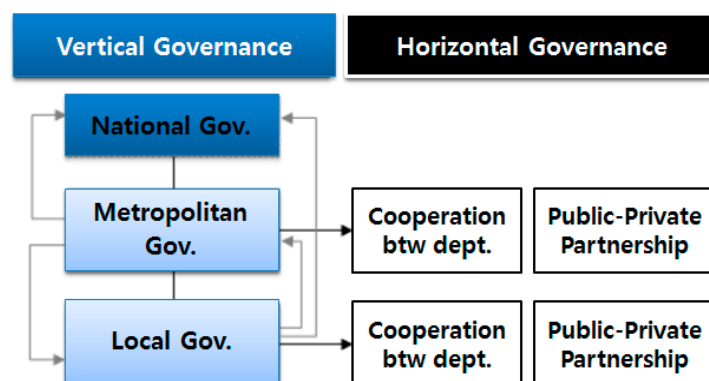 Vertical Governance
Horizontal Governance
National Gov.
Metropolitan
Gov.
Cooperation
btw dept.
Public-Private
Partnership
Local Gov.
Cooperation
btw dept.
Public-Private
Partnership